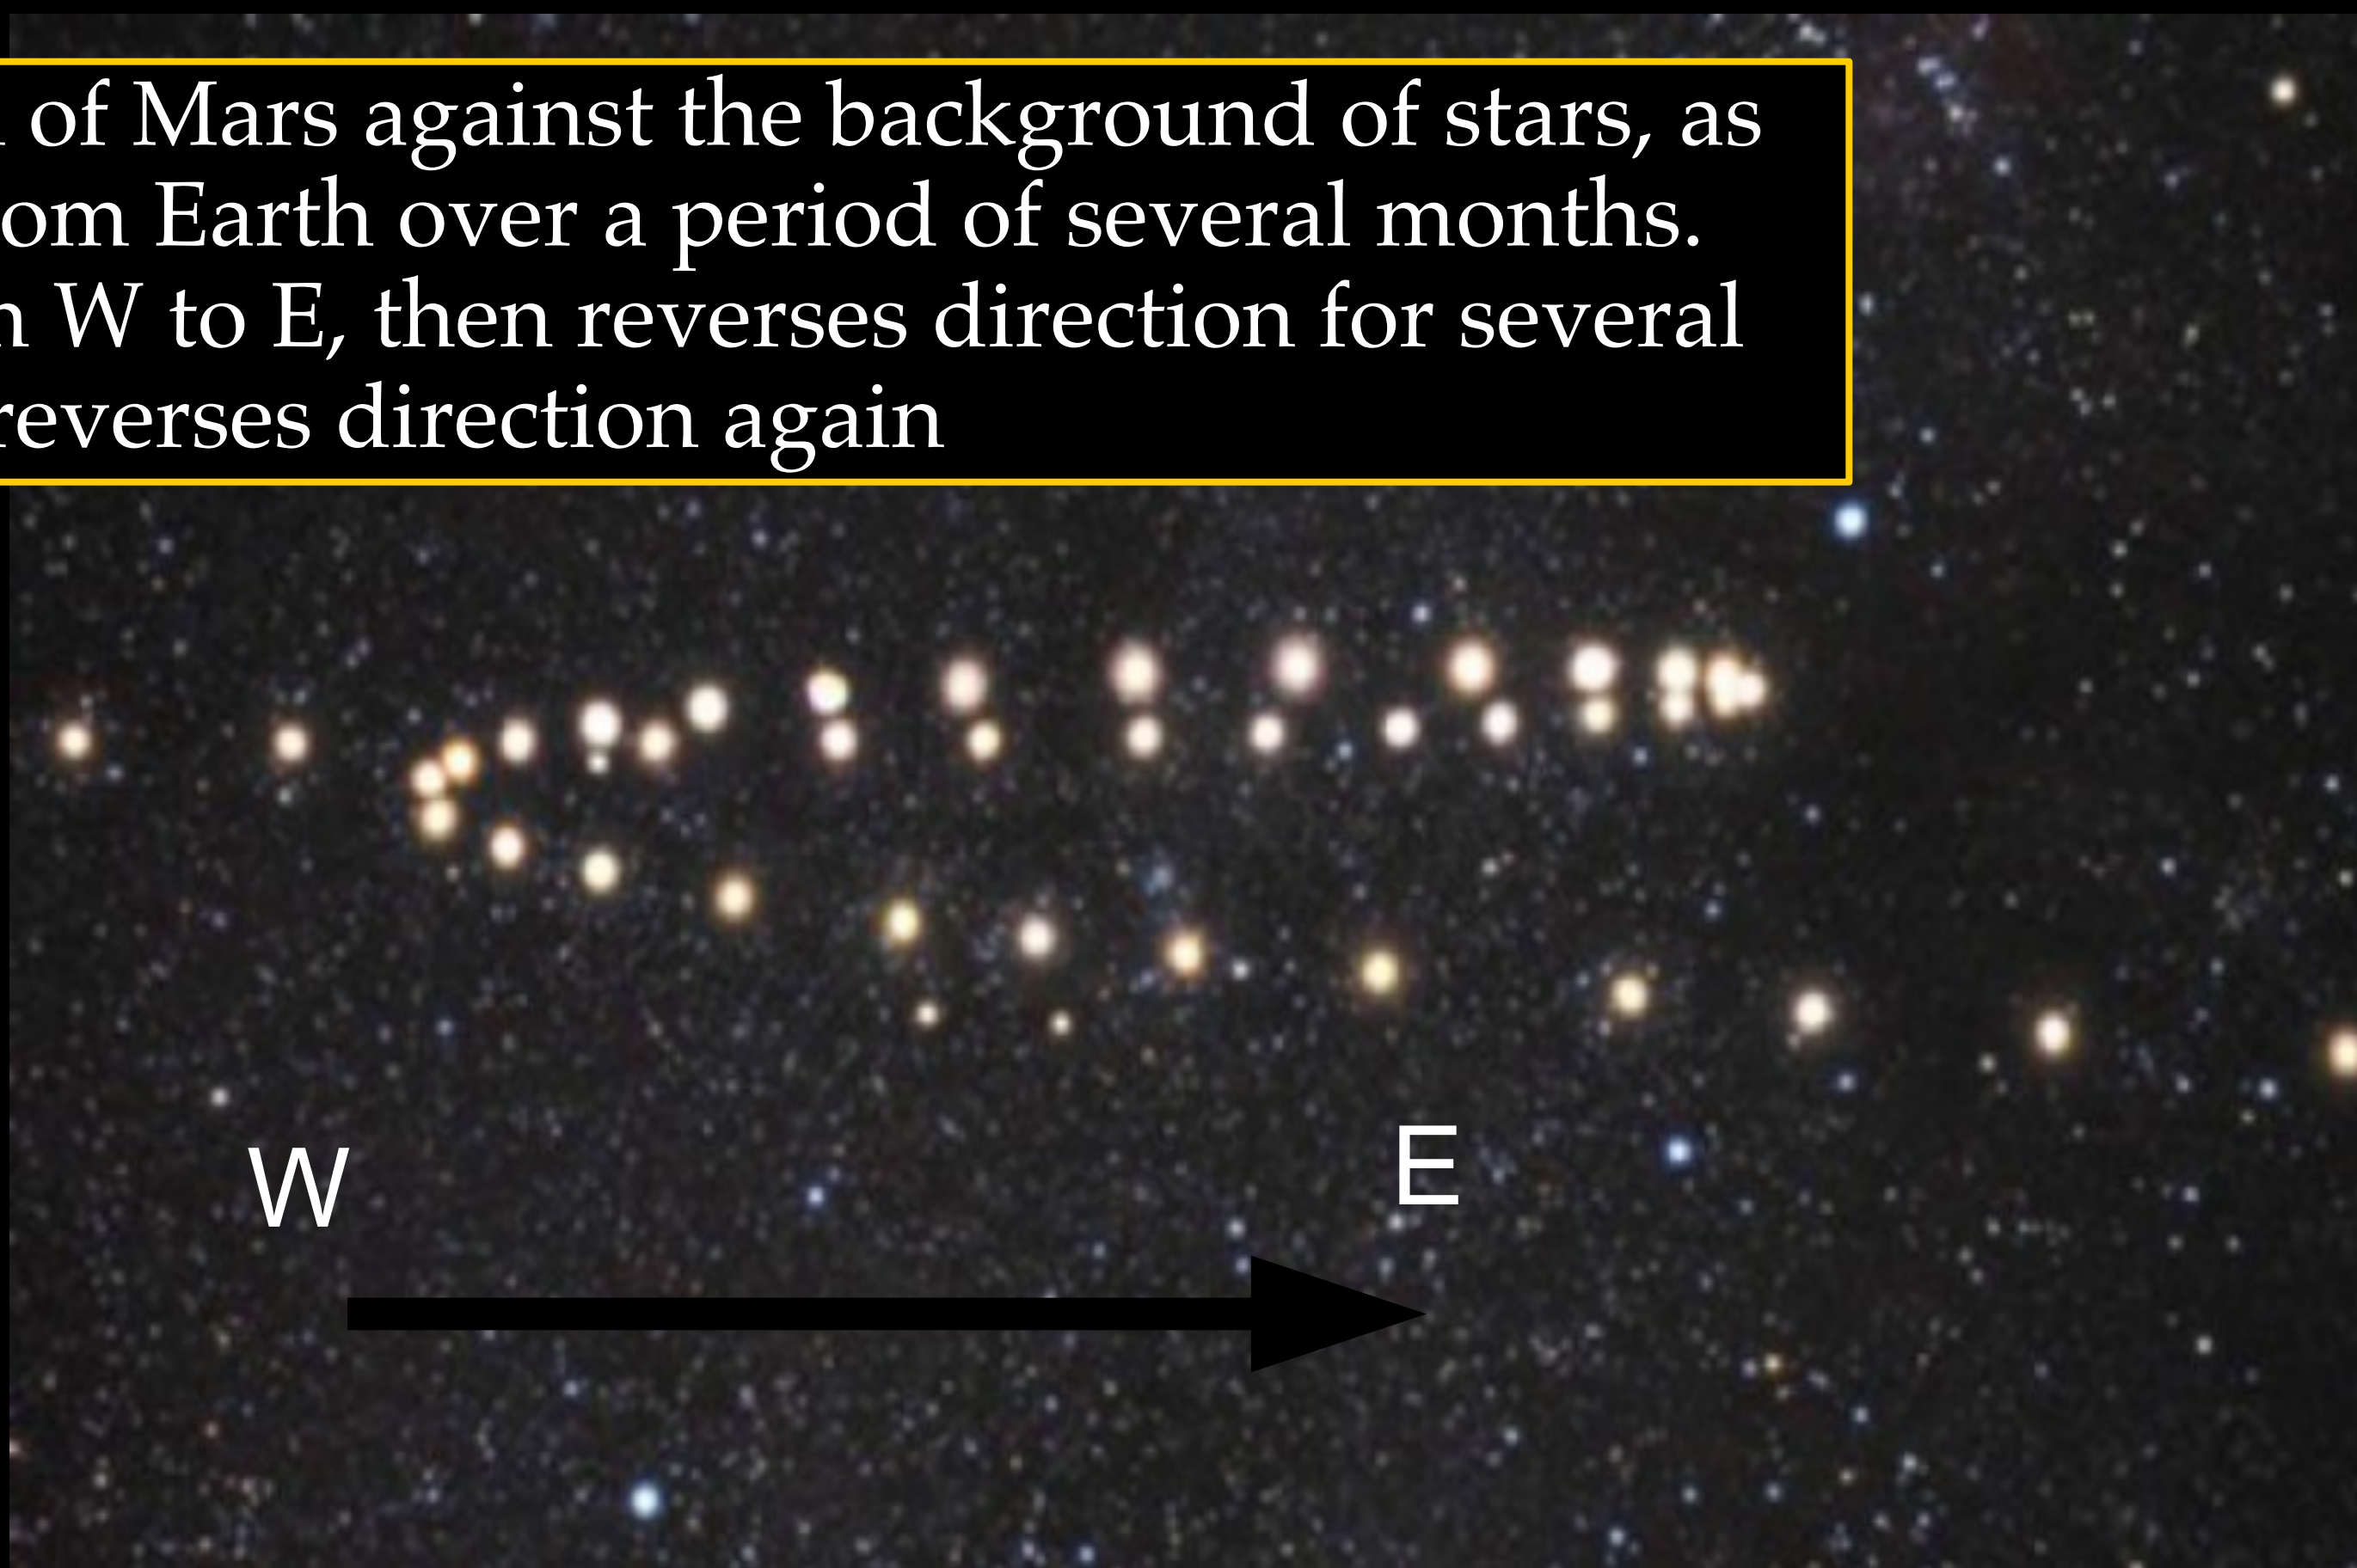 of Mars against the background of stars, as
Earth over a period of several months.
W to E, then reverses direction for several
reverses direction again
W
E